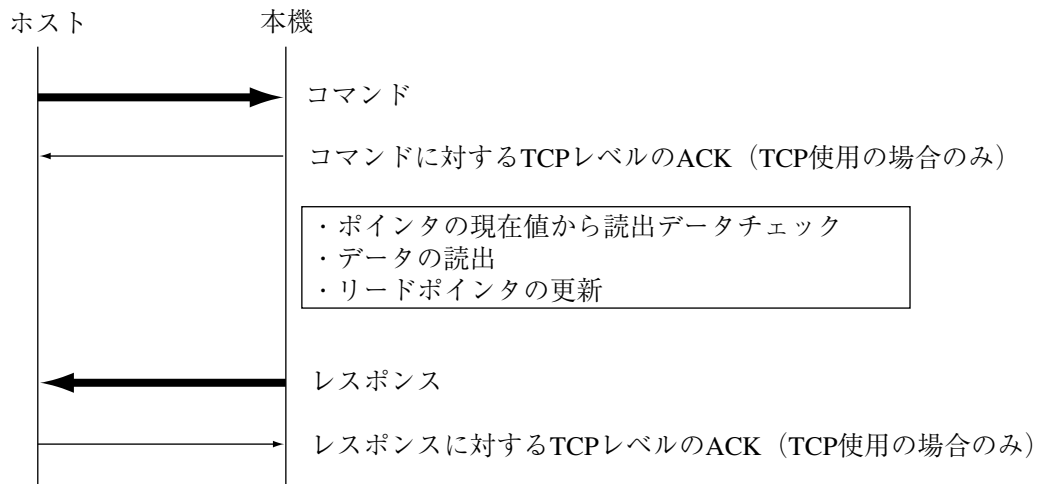 ホスト 本機
コマンド
コマンドに対するTCPレベルのACK（TCP使用の場合のみ）
・ポインタの現在値から読出データチェック
・データの読出
・リードポインタの更新
レスポンス
レスポンスに対するTCPレベルのACK（TCP使用の場合のみ）